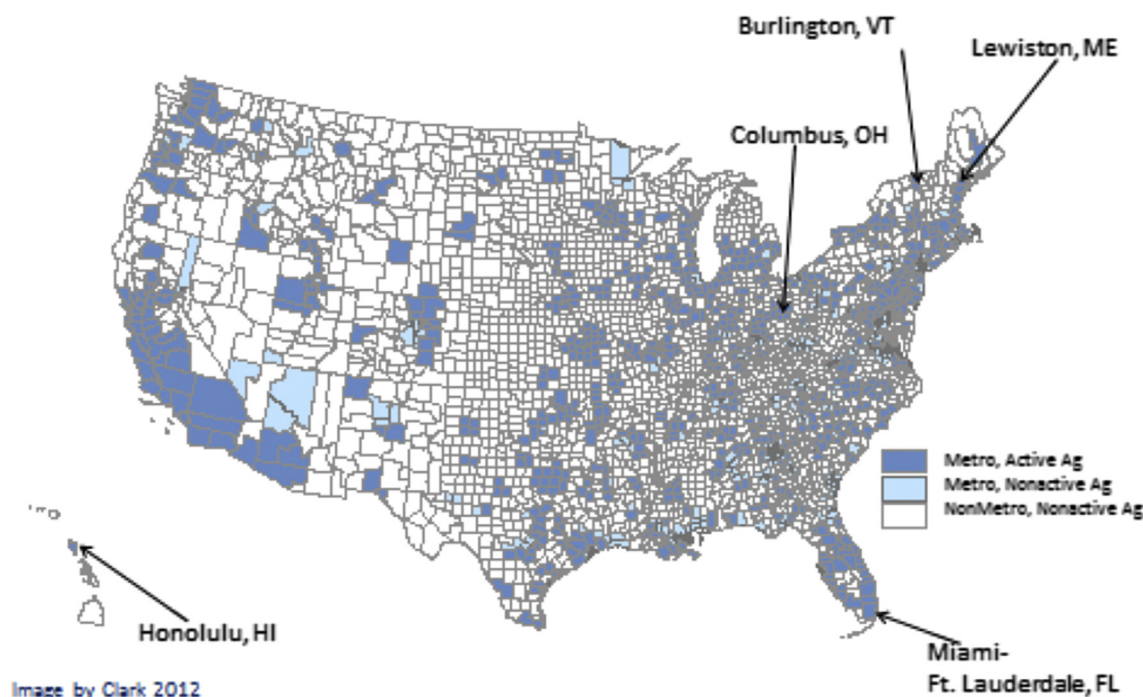 Burlington, VT
Lewiston, ME
Columbus, OH
Metro, Active Ag
Metro, Nonactive Ag
NonMetro, Nonactive Ag
Honolulu, HI
Miami-
Ft. Lauderdale, FL
Image by Clark 2012